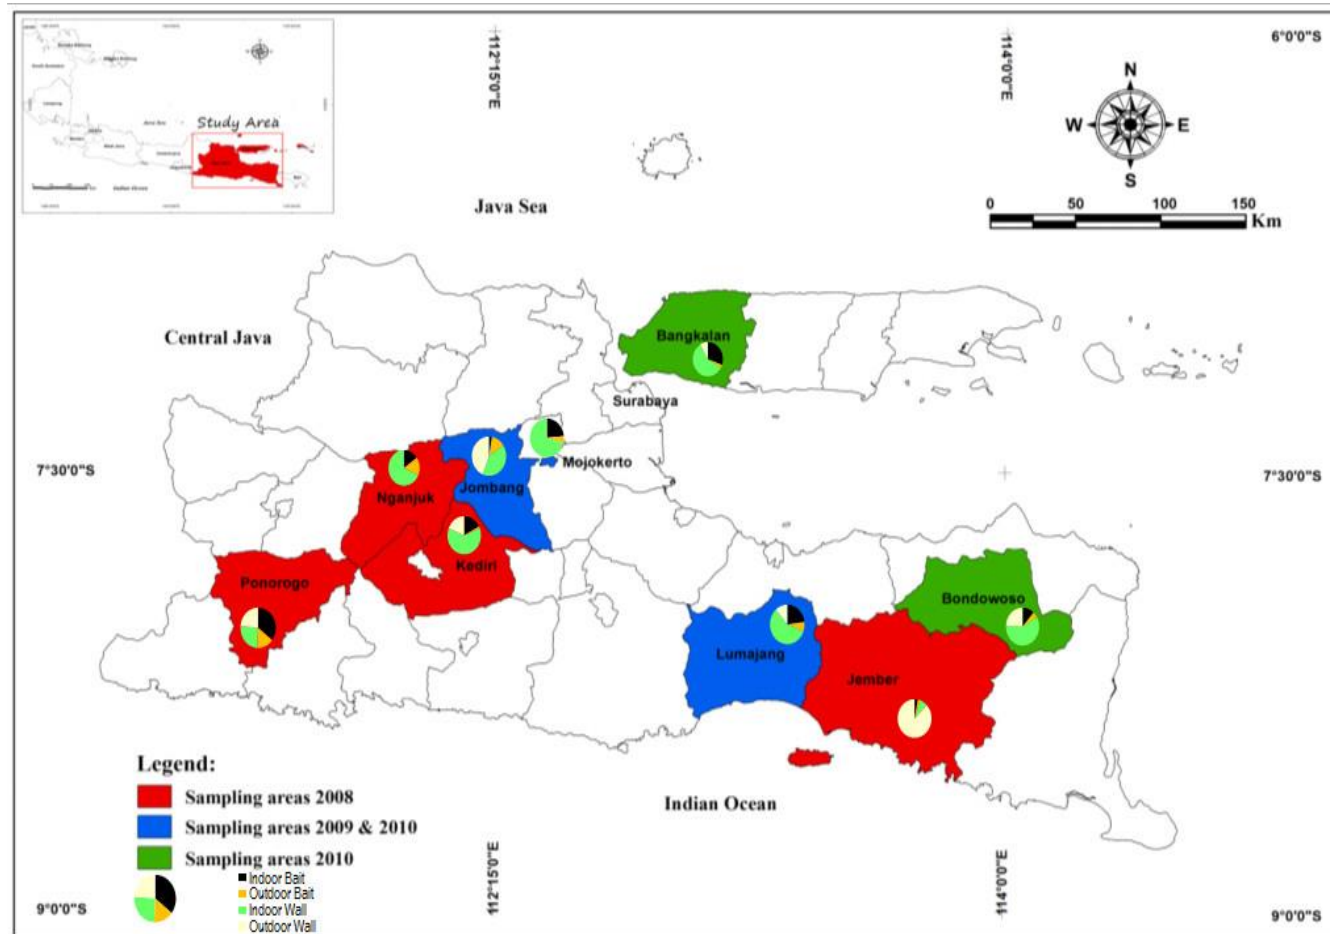 Study Area
112°15'0"E
114°0'0"E
6°0'0"S
N
W
E
S
0 50 100 150
Km
Java Sea
Central Java
Bangkalan
Surabaya
7°30'0"S
7°30'0"S
Mojokerto
Jombang
Nganjuk
Kediri
Ponorogo
Bondowoso
Lumajang
Jember
Legend:
Sampling areas 2008
Sampling areas 2009 & 2010
Sampling areas 2010
Indoor Bait
Outdoor Bait
Indoor Wall
Outdoor Wall
Indian Ocean
112°15'0"E
114°0'0"E
9°0'0"S
9°0'0"S